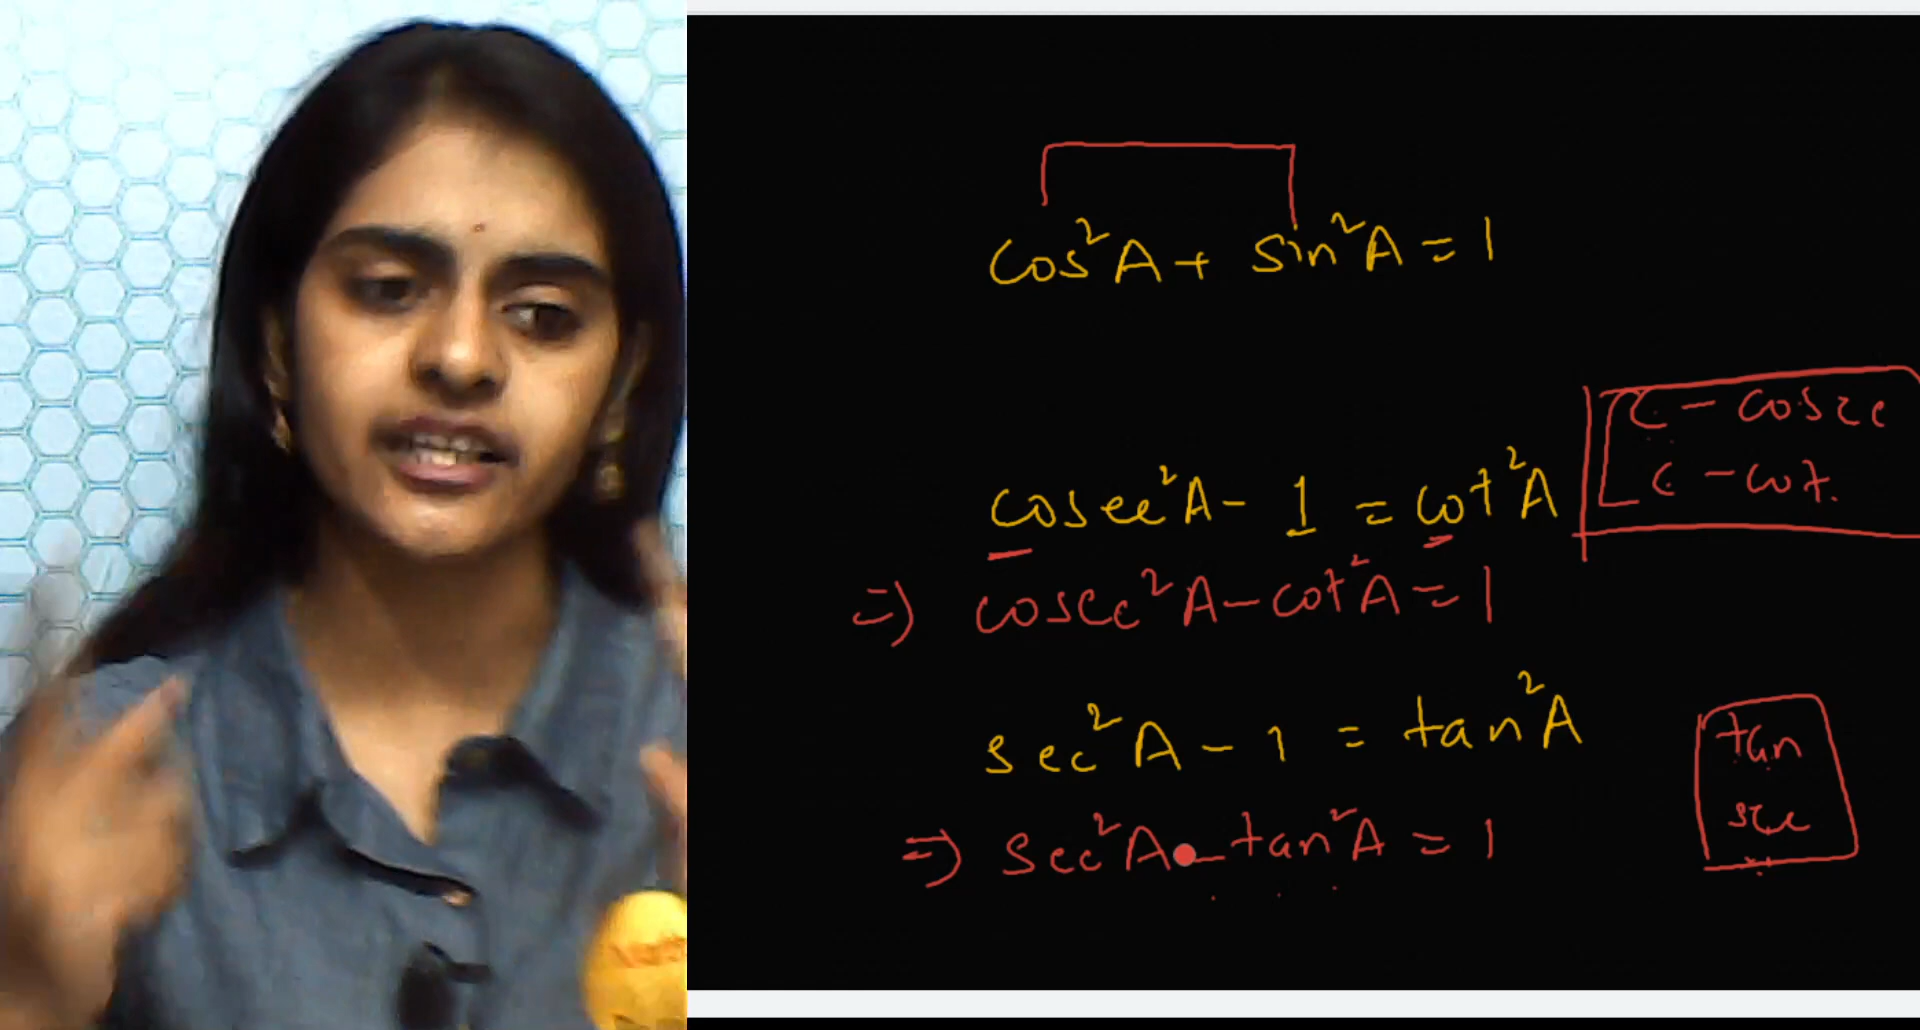 cos²A + sin²A = 1
c - cosec
c - cot.
cosec²A - 1 = cot²A
=) cosec²A - cot²A = 1
sec²A - 1 = tan²A
tan
sec
=) sec²A - tan²A = 1